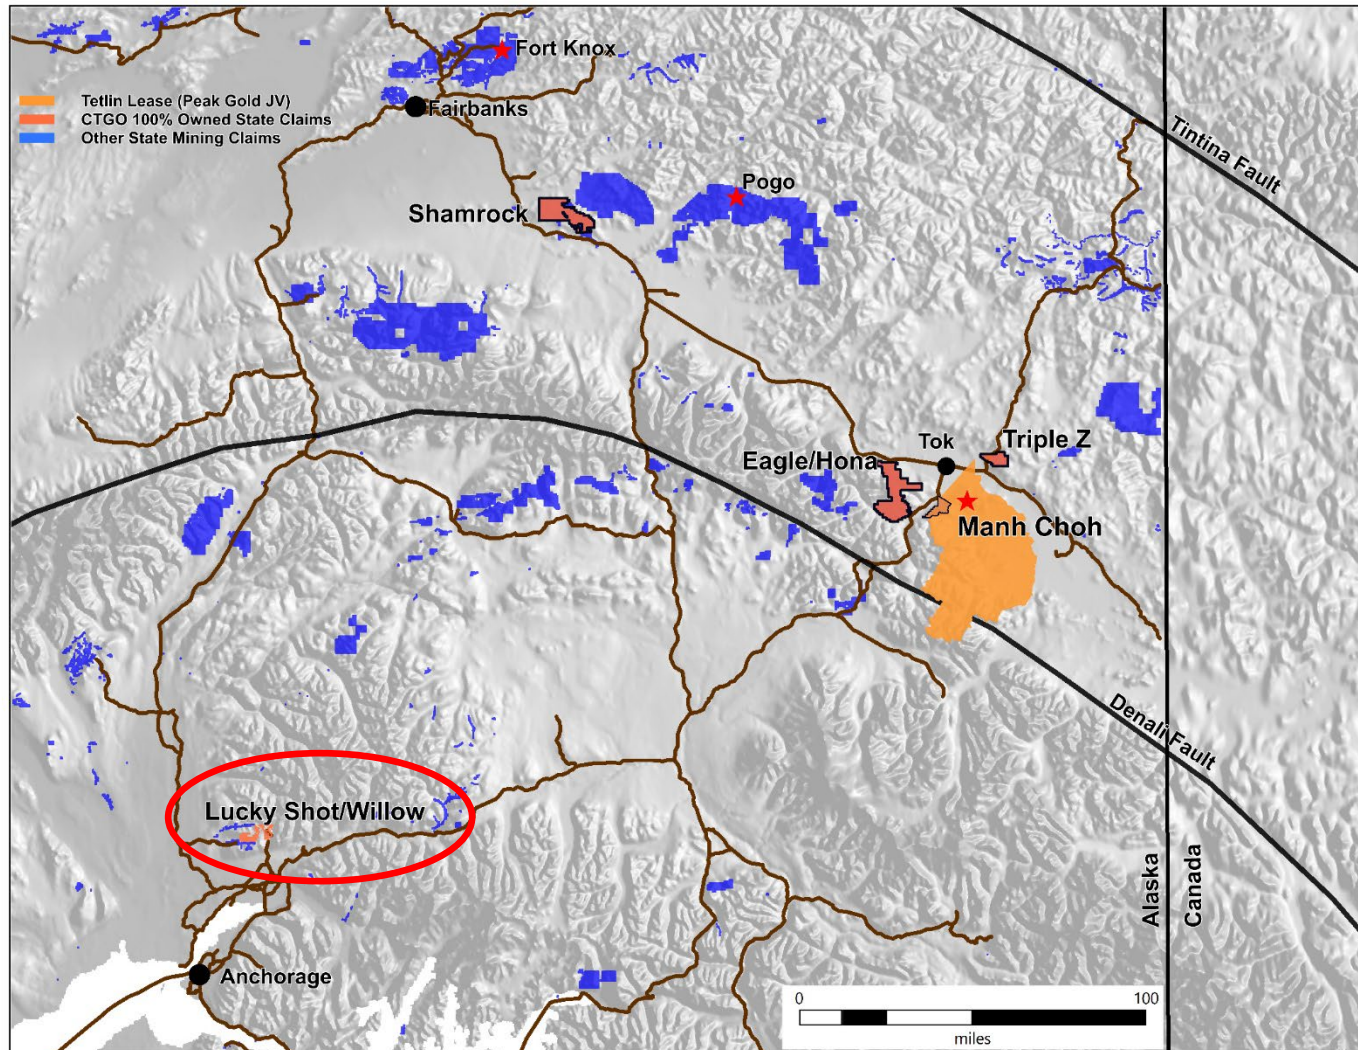 Fort Knox
Tetlin Lease (Peak Gold JV)
CTGO 100% Owned State Claims
Other State Mining Claims
Fairbanks
Tintina Fault
Pogo
Shamrock
Tok
Triple Z
Eagle/Hona
Manh Choh
Denali Fault
Lucky Shot/Willow
Alaska
Canada
Anchorage
0 100
miles